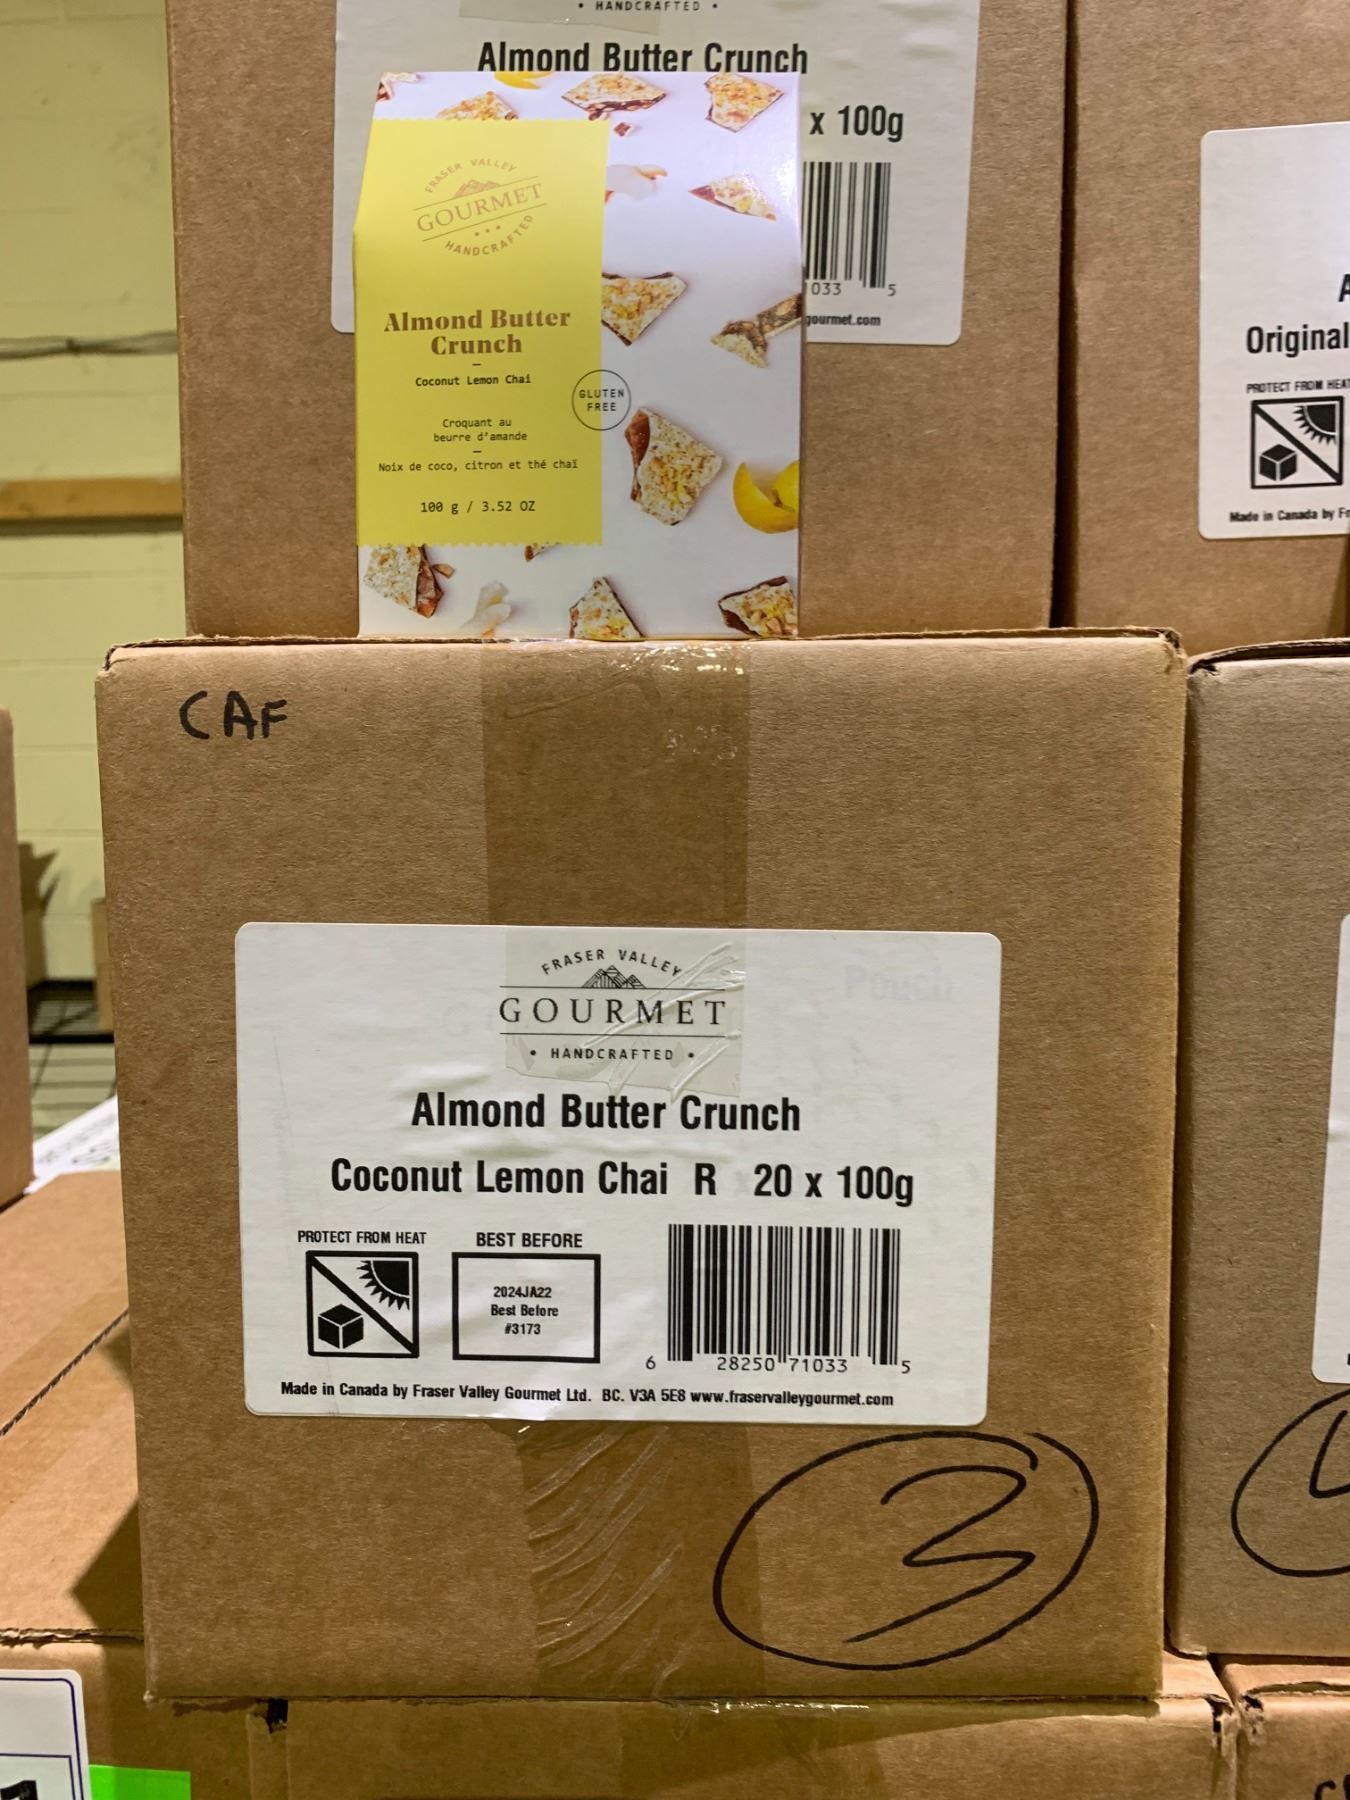 • HANDCRAFTED •
Almond Butter Crunch
x 100g
1033 5
gourmet.com
FRASER VALLEY
GOURMET
HANDCRAFTED
Almond Butter
Crunch
Coconut Lemon Chai
GLUTEN
FREE
Croquant au
beurre d'amande
Noix de coco, citron et thé chaï
100 g / 3.52 OZ
Original
PROTECT FROM HEAT
Made in Canada by
CAF
FRASER VALLEY
GOURMET
• HANDCRAFTED •
Pouch
Almond Butter Crunch
Coconut Lemon Chai R 20 x 100g
PROTECT FROM HEAT
BEST BEFORE
2024JA22
Best Before
#3173
6 28250 71033 5
Made in Canada by Fraser Valley Gourmet Ltd. BC. V3A 5E8 www.fraservalleygourmet.com
3